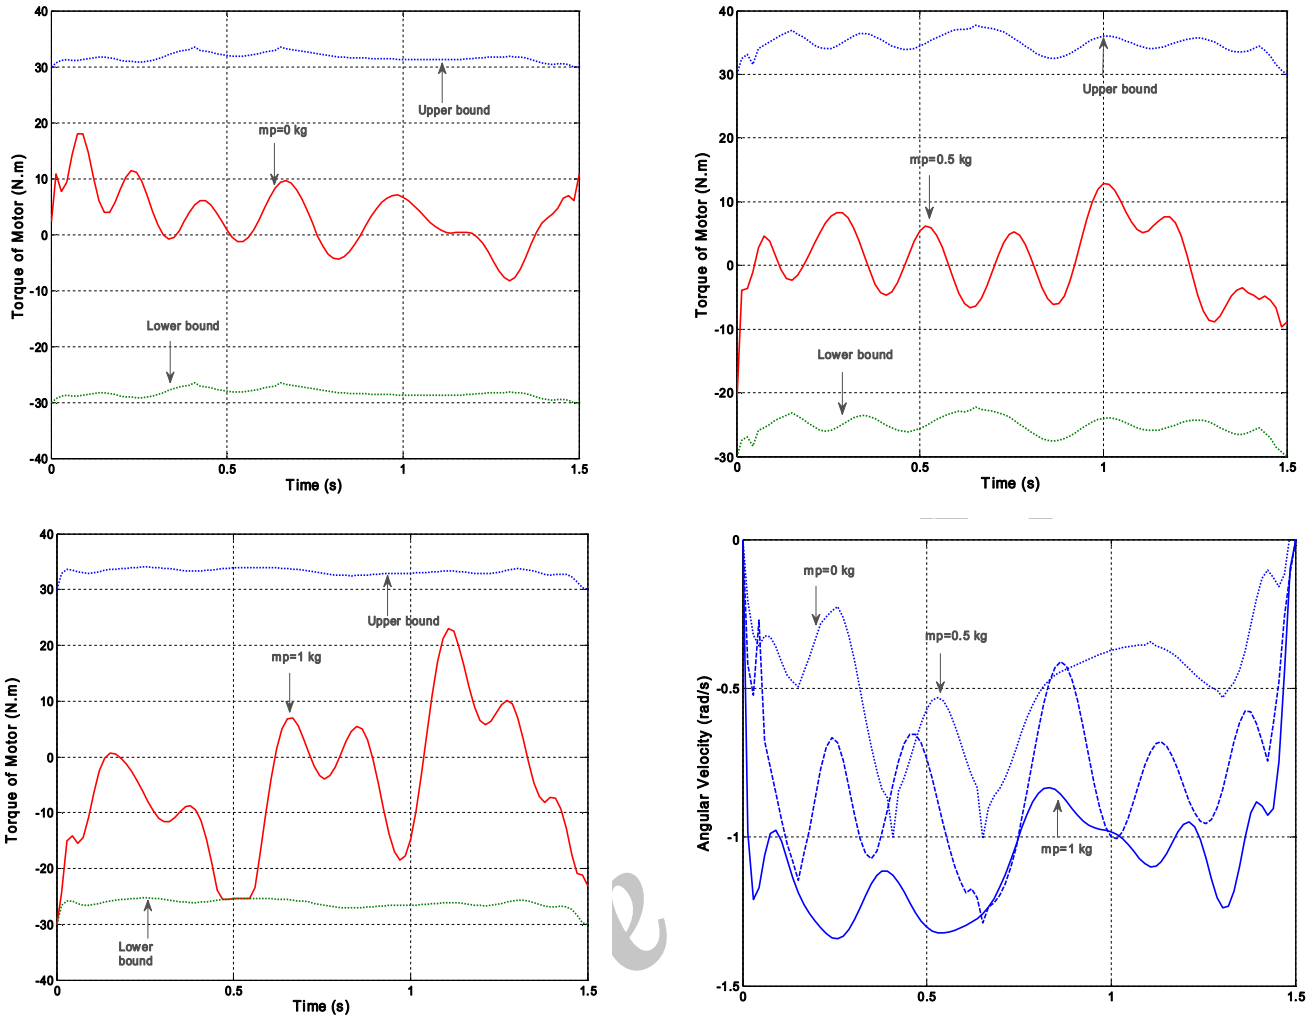 40
30
20
10
0
-10
-20
-30
-40
Torque of Motor (N.m)
Upper bound
mp=0 kg
Lower bound
0
0.5
1
1.5
Time (s)
40
30
20
10
0
-10
-20
-30
Torque of Motor (N.m)
Upper bound
mp=0.5 kg
Lower bound
0
0.5
1
1.5
Time (s)
40
30
20
10
0
-10
-20
-30
-40
Torque of Motor (N.m)
Upper bound
mp=1 kg
Lower
bound
0
0.5
1
1.5
Time (s)
e
0
-0.5
-1
-1.5
Angular Velocity (rad/s)
mp=0 kg
mp=0.5 kg
mp=1 kg
0
0.5
1
1.5